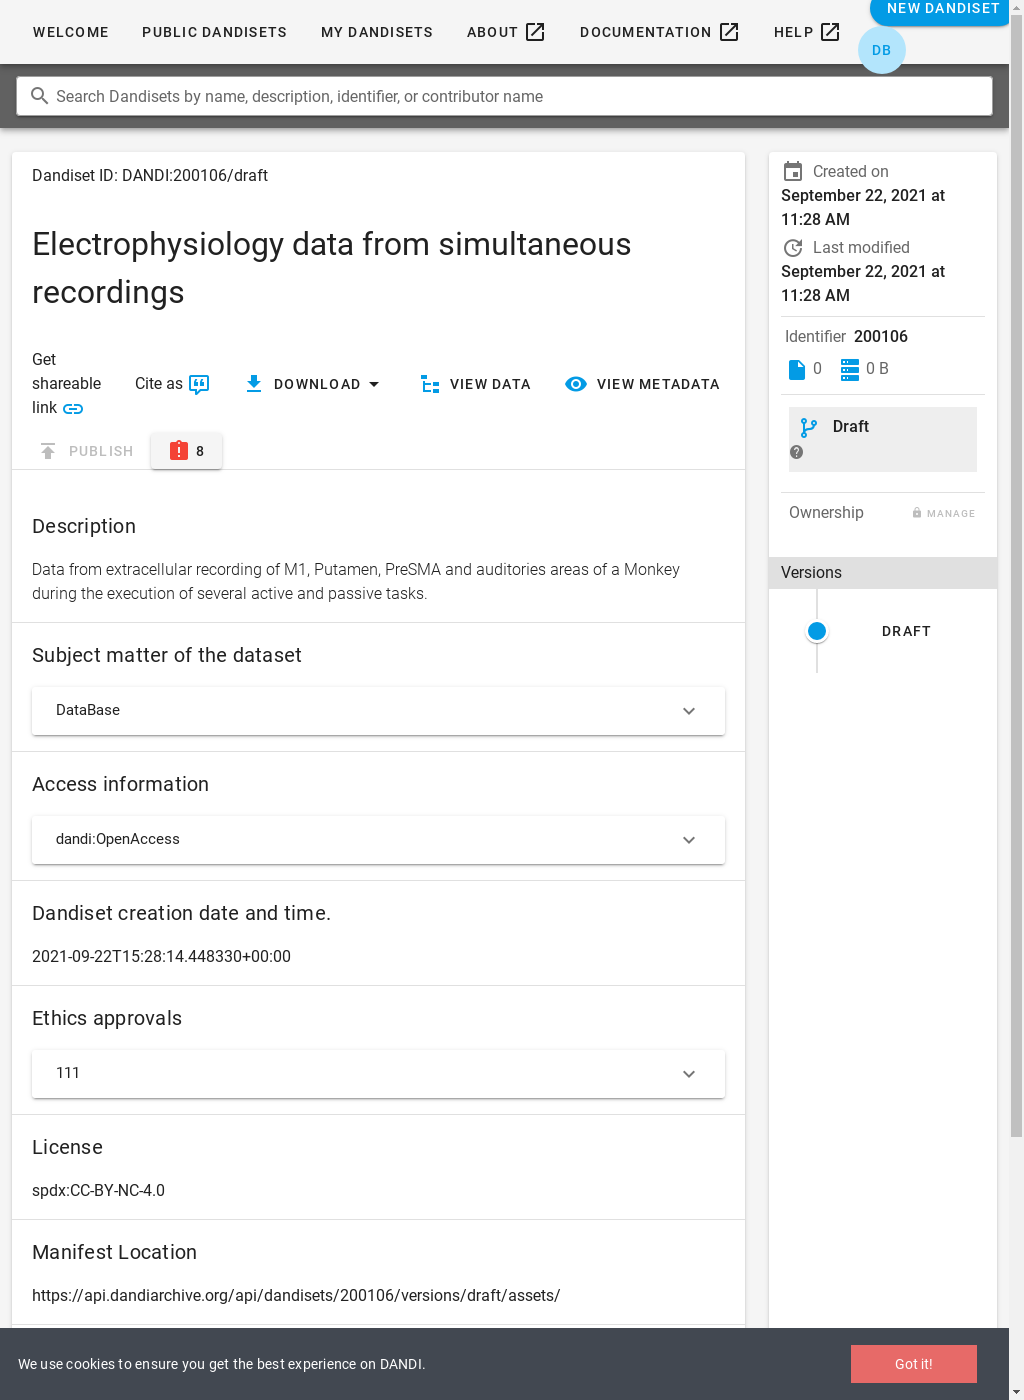 WELCOME
PUBLIC DANDISETS
MY DANDISETS
ABOUT
DOCUMENTATION
HELP
NEW DANDISET
DB
Search Dandisets by name, description, identifier, or contributor name
Dandiset ID: DANDI:200106/draft
Electrophysiology data from simultaneous
recordings
Get
shareable
link
Cite as
DOWNLOAD
VIEW DATA
VIEW METADATA
PUBLISH
8
Description
Data from extracellular recording of M1, Putamen, PreSMA and auditories areas of a Monkey
during the execution of several active and passive tasks.
Subject matter of the dataset
DataBase
Access information
dandi:OpenAccess
Dandiset creation date and time.
2021-09-22T15:28:14.448330+00:00
Ethics approvals
111
License
spdx:CC-BY-NC-4.0
Manifest Location
https://api.dandiarchive.org/api/dandisets/200106/versions/draft/assets/
Created on
September 22, 2021 at
11:28 AM
Last modified
September 22, 2021 at
11:28 AM
Identifier 200106
0
0 B
Draft
Ownership
MANAGE
Versions
DRAFT
We use cookies to ensure you get the best experience on DANDI.
Got it!